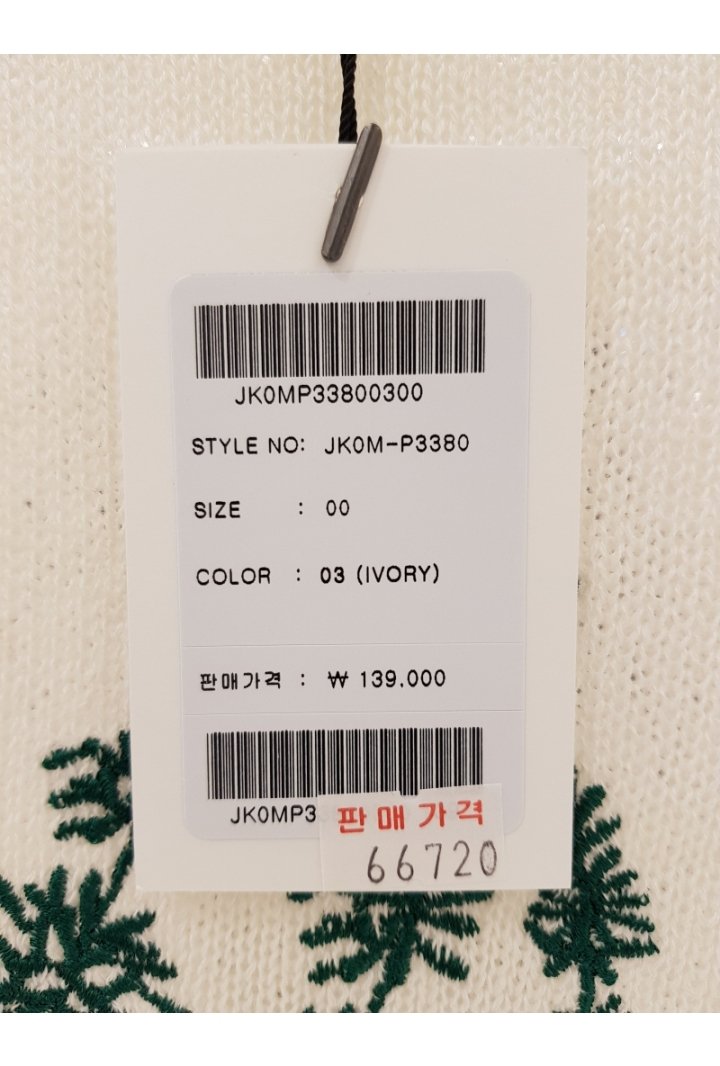 JK0MP33800300
STYLE NO: JK0M-P3380
SIZE : 00
COLOR : 03 (IVORY)
판매가격 : ₩ 139.000
JK0MP3
판매가격
66720